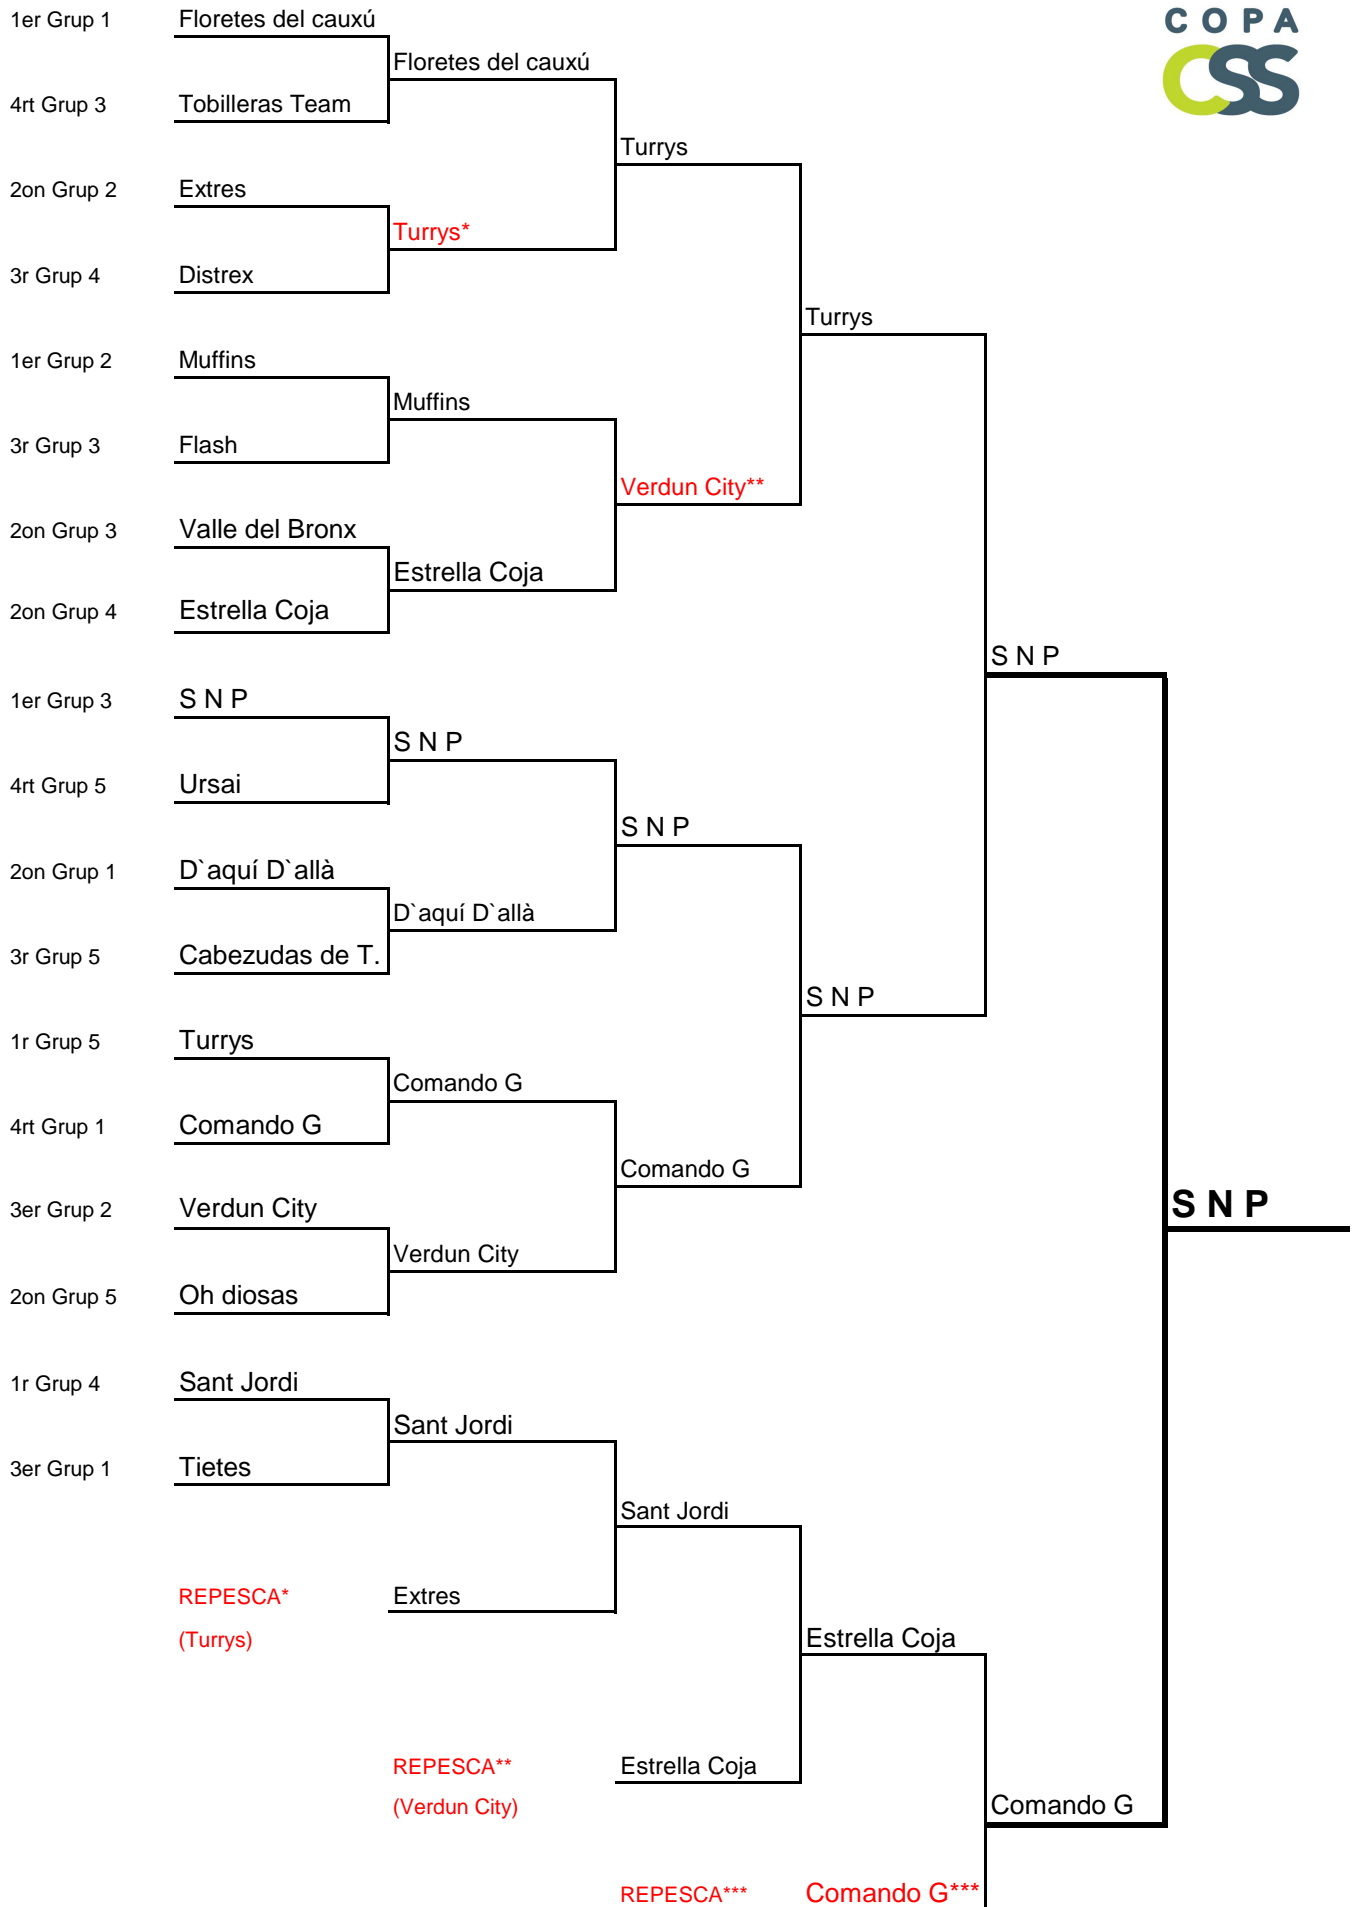 COPA
CSS
1er Grup 1 Floretes del cauxú
Floretes del cauxú
4rt Grup 3 Tobilleras Team
Turrys
2on Grup 2 Extres
Turrys*
3r Grup 4 Distrex
Turrys
1er Grup 2 Muffins
Muffins
3r Grup 3 Flash
Verdun City**
2on Grup 3 Valle del Bronx
Estrella Coja
2on Grup 4 Estrella Coja
S N P
1er Grup 3 S N P
S N P
4rt Grup 5 Ursai
S N P
2on Grup 1 D`aquí D`allà
D`aquí D`allà
3r Grup 5 Cabezudas de T.
S N P
1r Grup 5 Turrys
Comando G
4rt Grup 1 Comando G
Comando G
3er Grup 2 Verdun City
S N P
Verdun City
2on Grup 5 Oh diosas
1r Grup 4 Sant Jordi
Sant Jordi
3er Grup 1 Tietes
Sant Jordi
REPESCA* Extres
(Turrys)
Estrella Coja
REPESCA** Estrella Coja
(Verdun City)
Comando G
REPESCA*** Comando G***